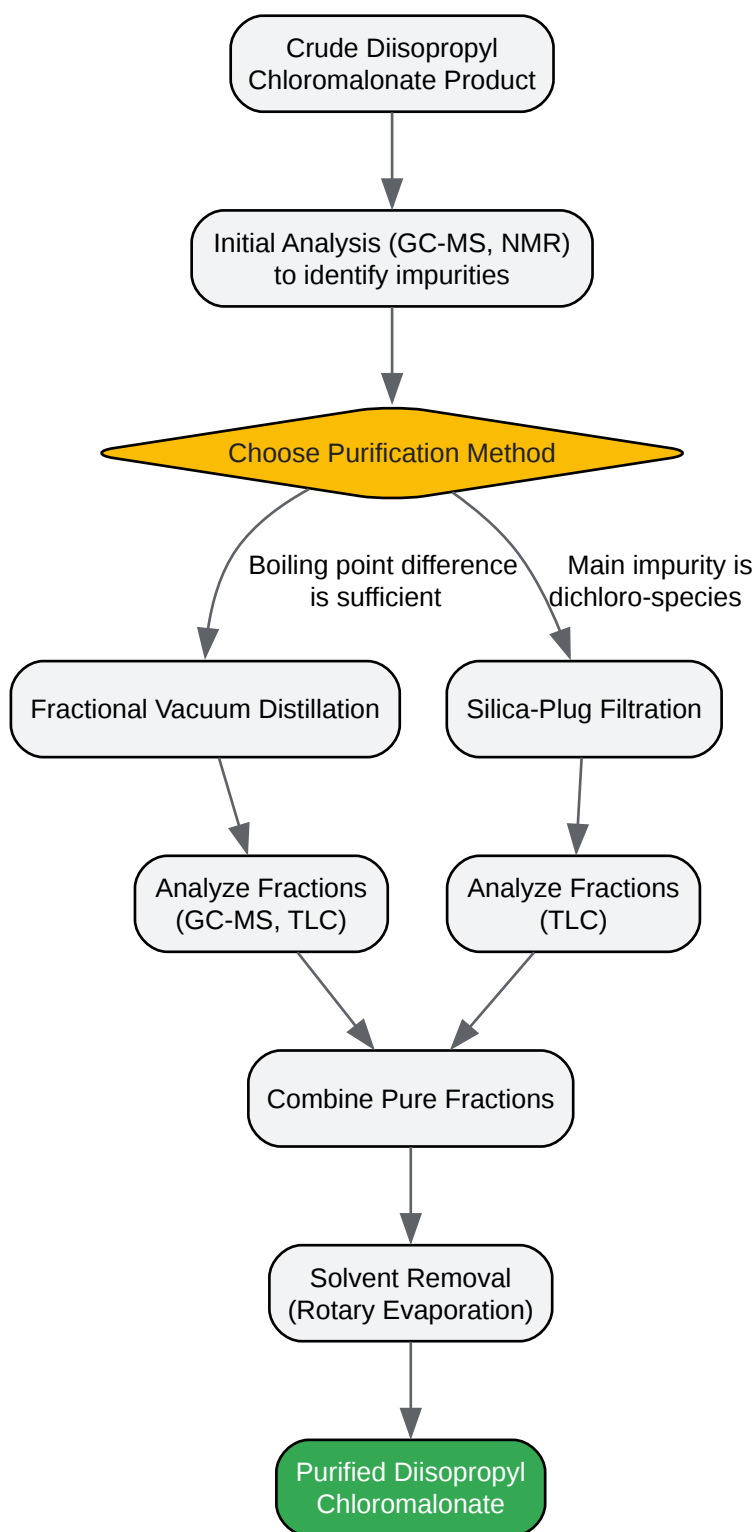 Crude Diisopropyl
Chloromalonate Product
Initial Analysis (GC-MS, NMR)
to identify impurities
Choose Purification Method
Boiling point difference
is sufficient
Main impurity is
dichloro-species
Fractional Vacuum Distillation
Silica-Plug Filtration
Analyze Fractions
(GC-MS, TLC)
Analyze Fractions
(TLC)
Combine Pure Fractions
Solvent Removal
(Rotary Evaporation)
Purified Diisopropyl
Chloromalonate